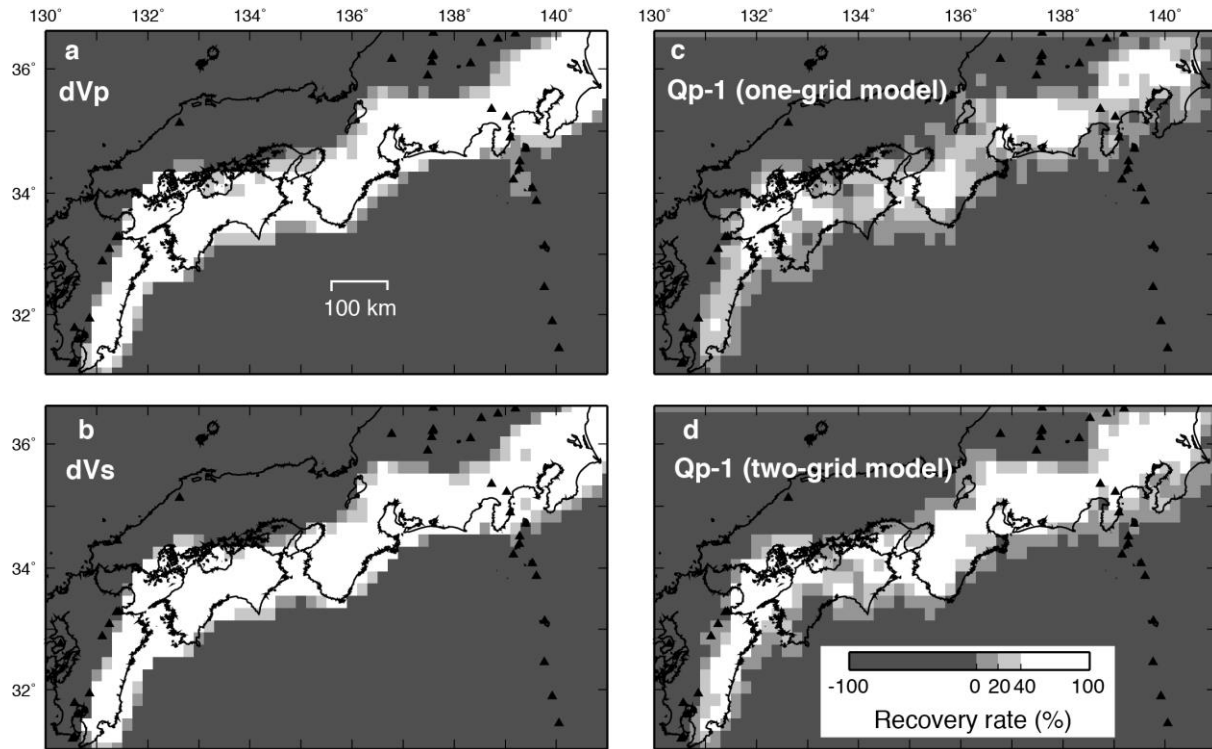 130° 132° 134° 136° 138° 140°
130° 132° 134° 136° 138° 140°
36°
34°
32°
a
dVp
100 km
c
Qp-1 (one-grid model)
36°
34°
32°
b
dVs
d
Qp-1 (two-grid model)
-100 0 20 40 100
Recovery rate (%)